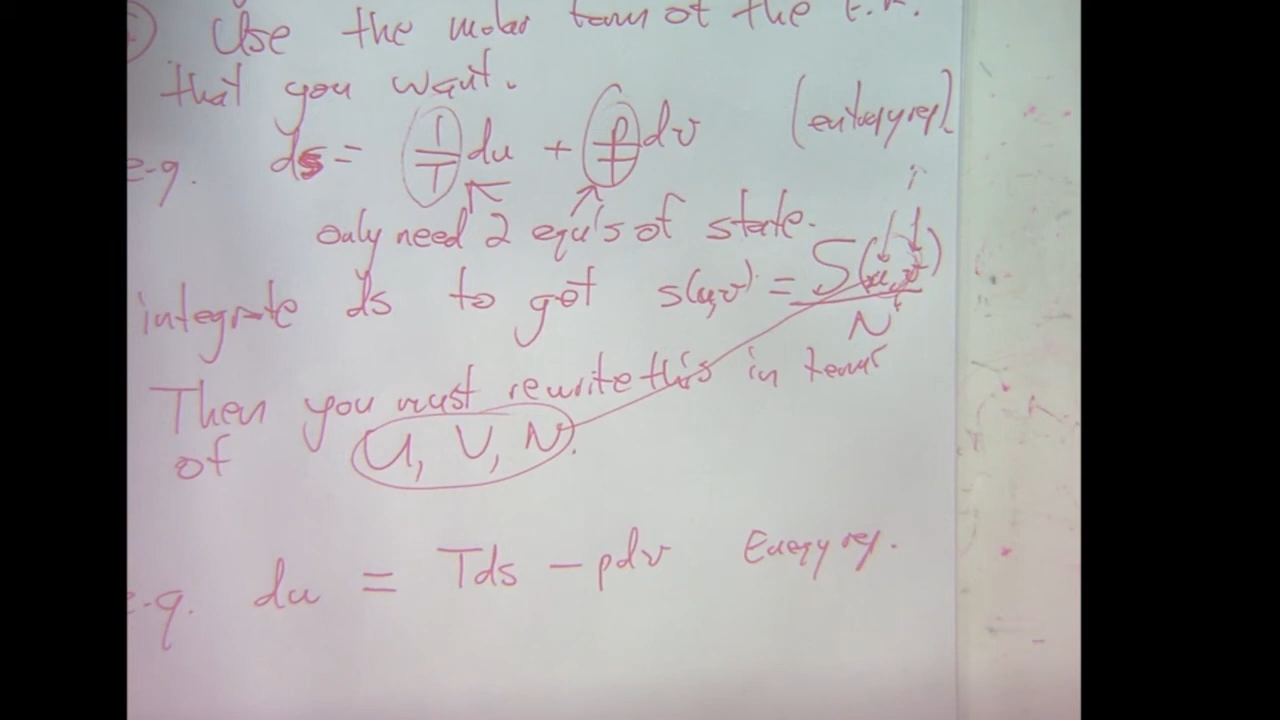 Use the molar form of the F.R.
that you want.
e.g. ds = (1/T) du + (p/T) dv (entropy rep)
only need 2 equ's of state.
integrate ds to get s(u,v) = S(u,v)/N
Then you must rewrite this in terms
of U, V, N.
e.g. du = Tds - pdv Energy rep.